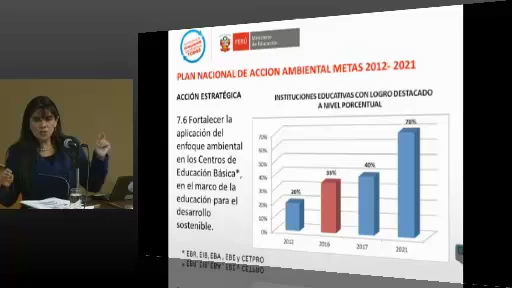 PERÚ
Ministerio
de Educación
PLAN NACIONAL DE ACCION AMBIENTAL METAS 2012- 2021
ACCIÓN ESTRATÉGICA
7.6 Fortalecer la
aplicación del
enfoque ambiental
en los Centros de
Educación Básica*,
en el marco de la
educación para el
desarrollo
sostenible.
* EBR, EIB, EBA , EBE y CETPRO
INSTITUCIONES EDUCATIVAS CON LOGRO DESTACADO
A NIVEL PORCENTUAL
70%
60%
50%
40%
30%
20%
10%
0%
20%
35%
40%
70%
2012
2016
2017
2021